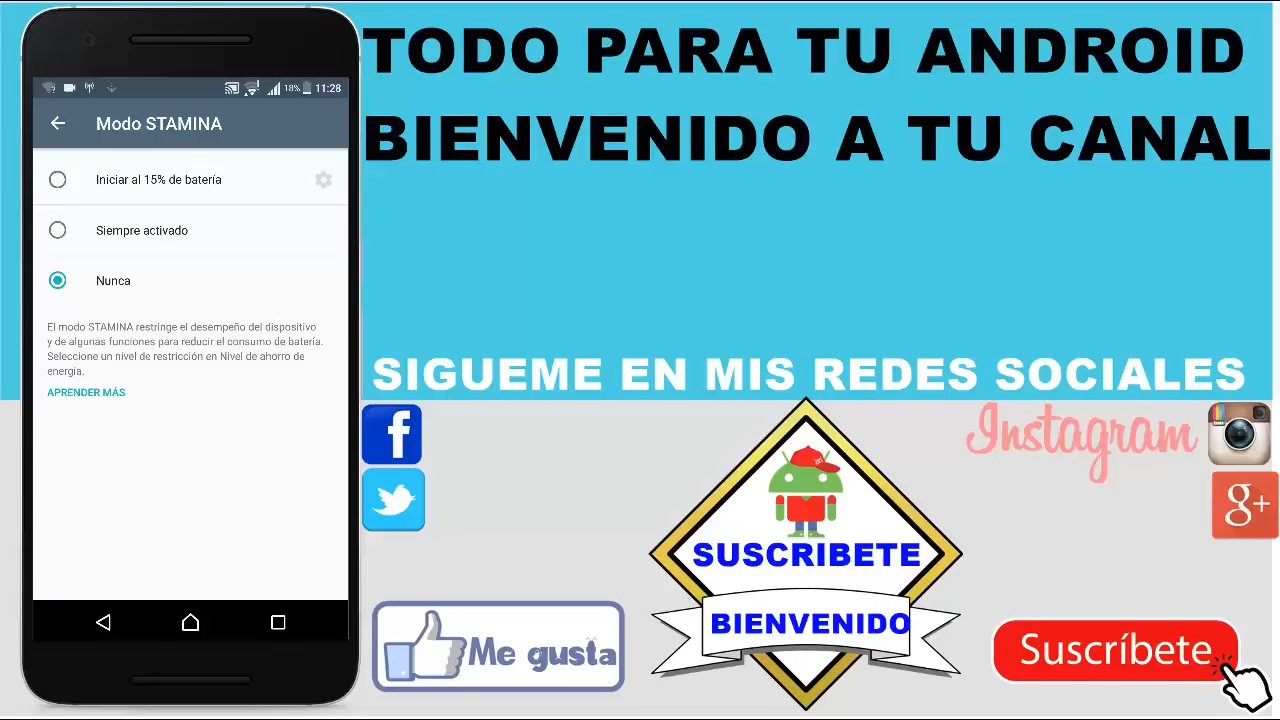 18% 11:28
Modo STAMINA
Iniciar al 15% de batería
Siempre activado
Nunca
El modo STAMINA restringe el desempeño del dispositivo
y de algunas funciones para reducir el consumo de batería.
Seleccione un nivel de restricción en Nivel de ahorro de
energía.
APRENDER MÁS
TODO PARA TU ANDROID
BIENVENIDO A TU CANAL
SIGUEME EN MIS REDES SOCIALES
f
Instagram
g+
SUSCRIBETE
BIENVENIDO
Me gusta
Suscríbete